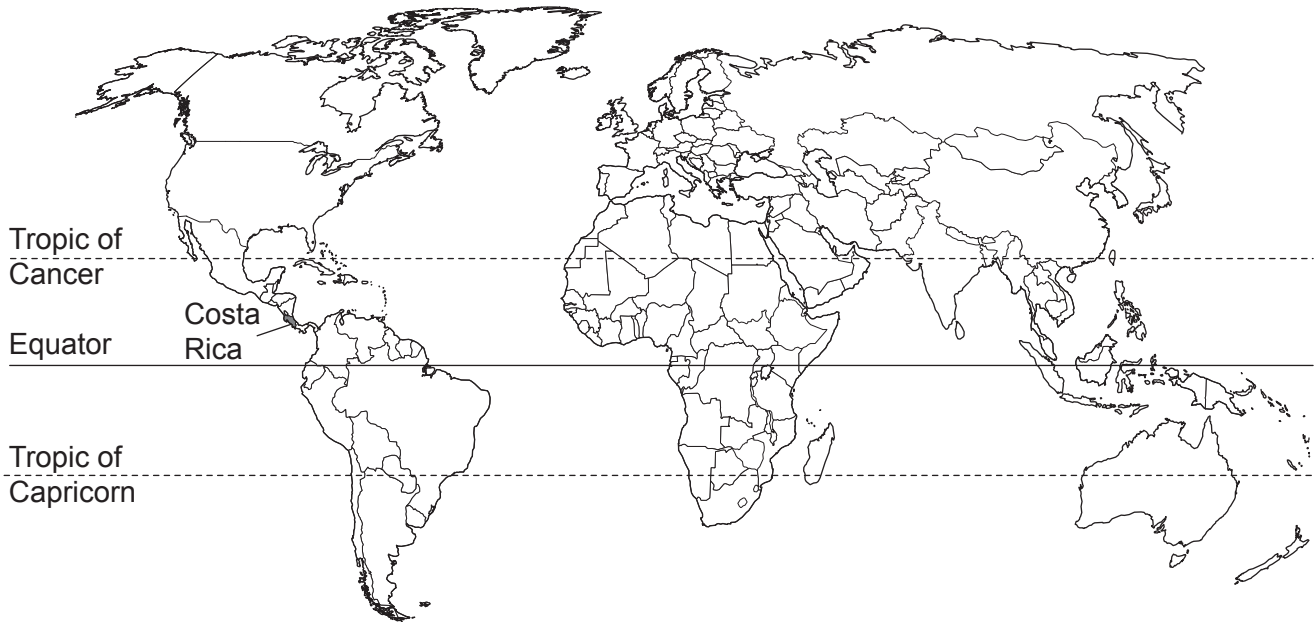 Tropic of
Cancer
Costa
Rica
Equator
Tropic of
Capricorn